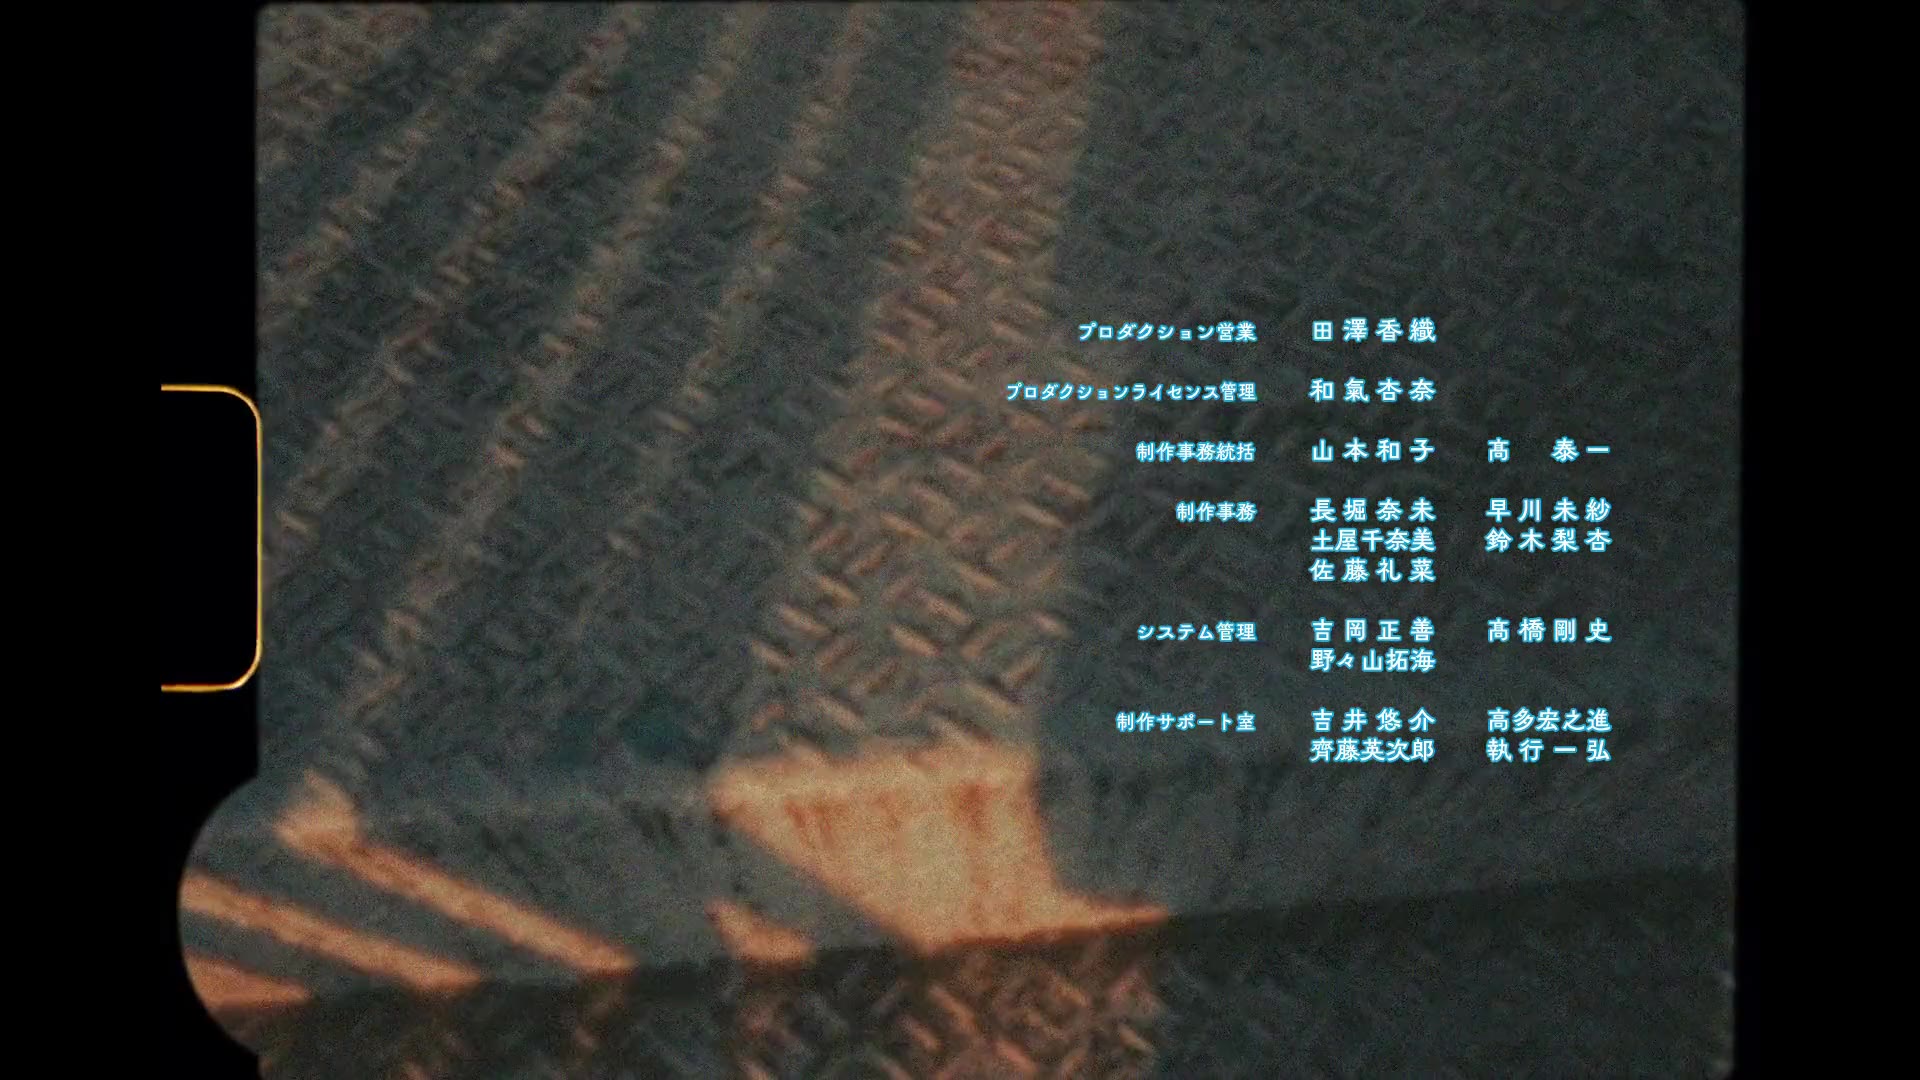 プロダクション営業 田澤香織
プロダクションライセンス管理 和氣杏奈
制作事務統括 山本和子 髙 泰一
制作事務 長堀奈未 早川未紗
土屋千奈美 鈴木梨杏
佐藤礼菜
システム管理 吉岡正善 髙橋剛史
野々山拓海
制作サポート室 吉井悠介 高多宏之進
齊藤英次郎 執行一弘